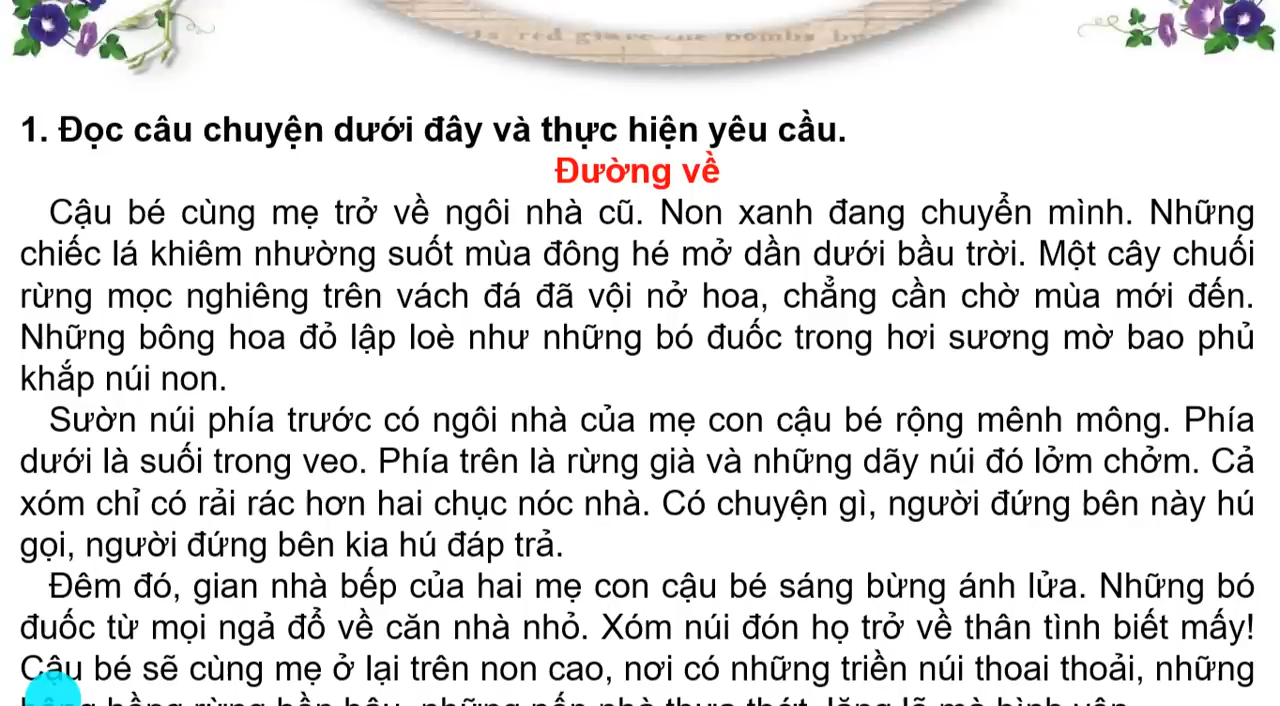 1. Đọc câu chuyện dưới đây và thực hiện yêu cầu.
Đường về
Cậu bé cùng mẹ trở về ngôi nhà cũ. Non xanh đang chuyển mình. Những
chiếc lá khiêm nhường suốt mùa đông hé mở dần dưới bầu trời. Một cây chuối
rừng mọc nghiêng trên vách đá đã vội nở hoa, chẳng cần chờ mùa mới đến.
Những bông hoa đỏ lập loè như những bó đuốc trong hơi sương mờ bao phủ
khắp núi non.
Sườn núi phía trước có ngôi nhà của mẹ con cậu bé rộng mênh mông. Phía
dưới là suối trong veo. Phía trên là rừng già và những dãy núi đó lởm chởm. Cả
xóm chỉ có rải rác hơn hai chục nóc nhà. Có chuyện gì, người đứng bên này hú
gọi, người đứng bên kia hú đáp trả.
Đêm đó, gian nhà bếp của hai mẹ con cậu bé sáng bừng ánh lửa. Những bó
đuốc từ mọi ngả đổ về căn nhà nhỏ. Xóm núi đón họ trở về thân tình biết mấy!
Cậu bé sẽ cùng mẹ ở lại trên non cao, nơi có những triền núi thoai thoải, những